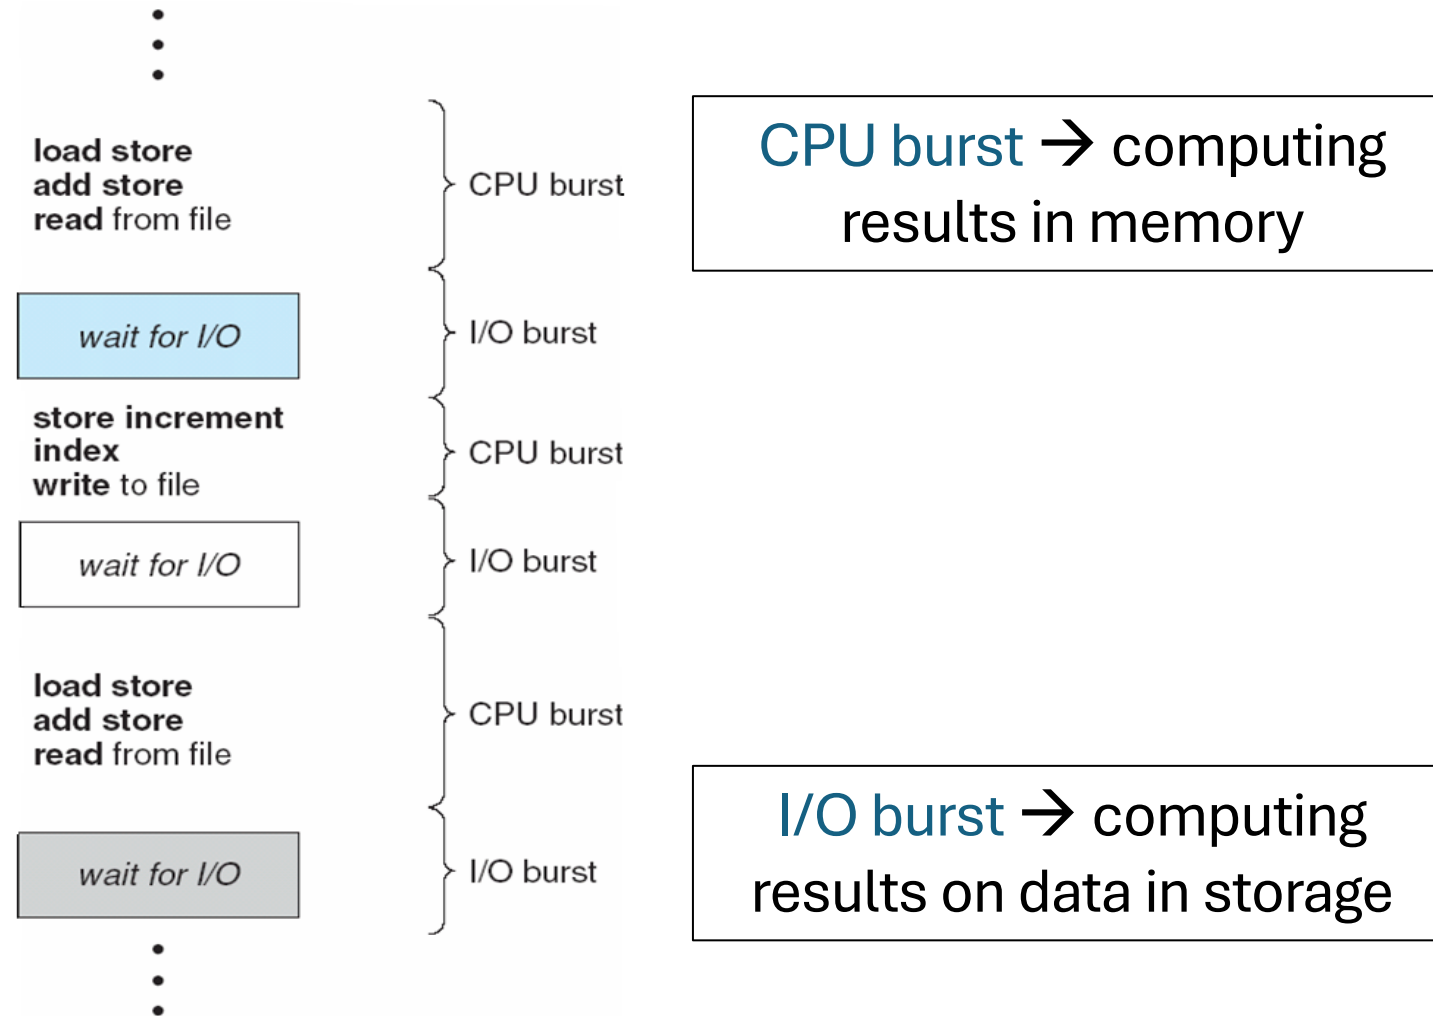 load store
add store
read from file
CPU burst
wait for I/O
I/O burst
store increment
index
write to file
CPU burst
wait for I/O
I/O burst
load store
add store
read from file
CPU burst
wait for I/O
I/O burst
CPU burst → computing
results in memory
I/O burst → computing
results on data in storage